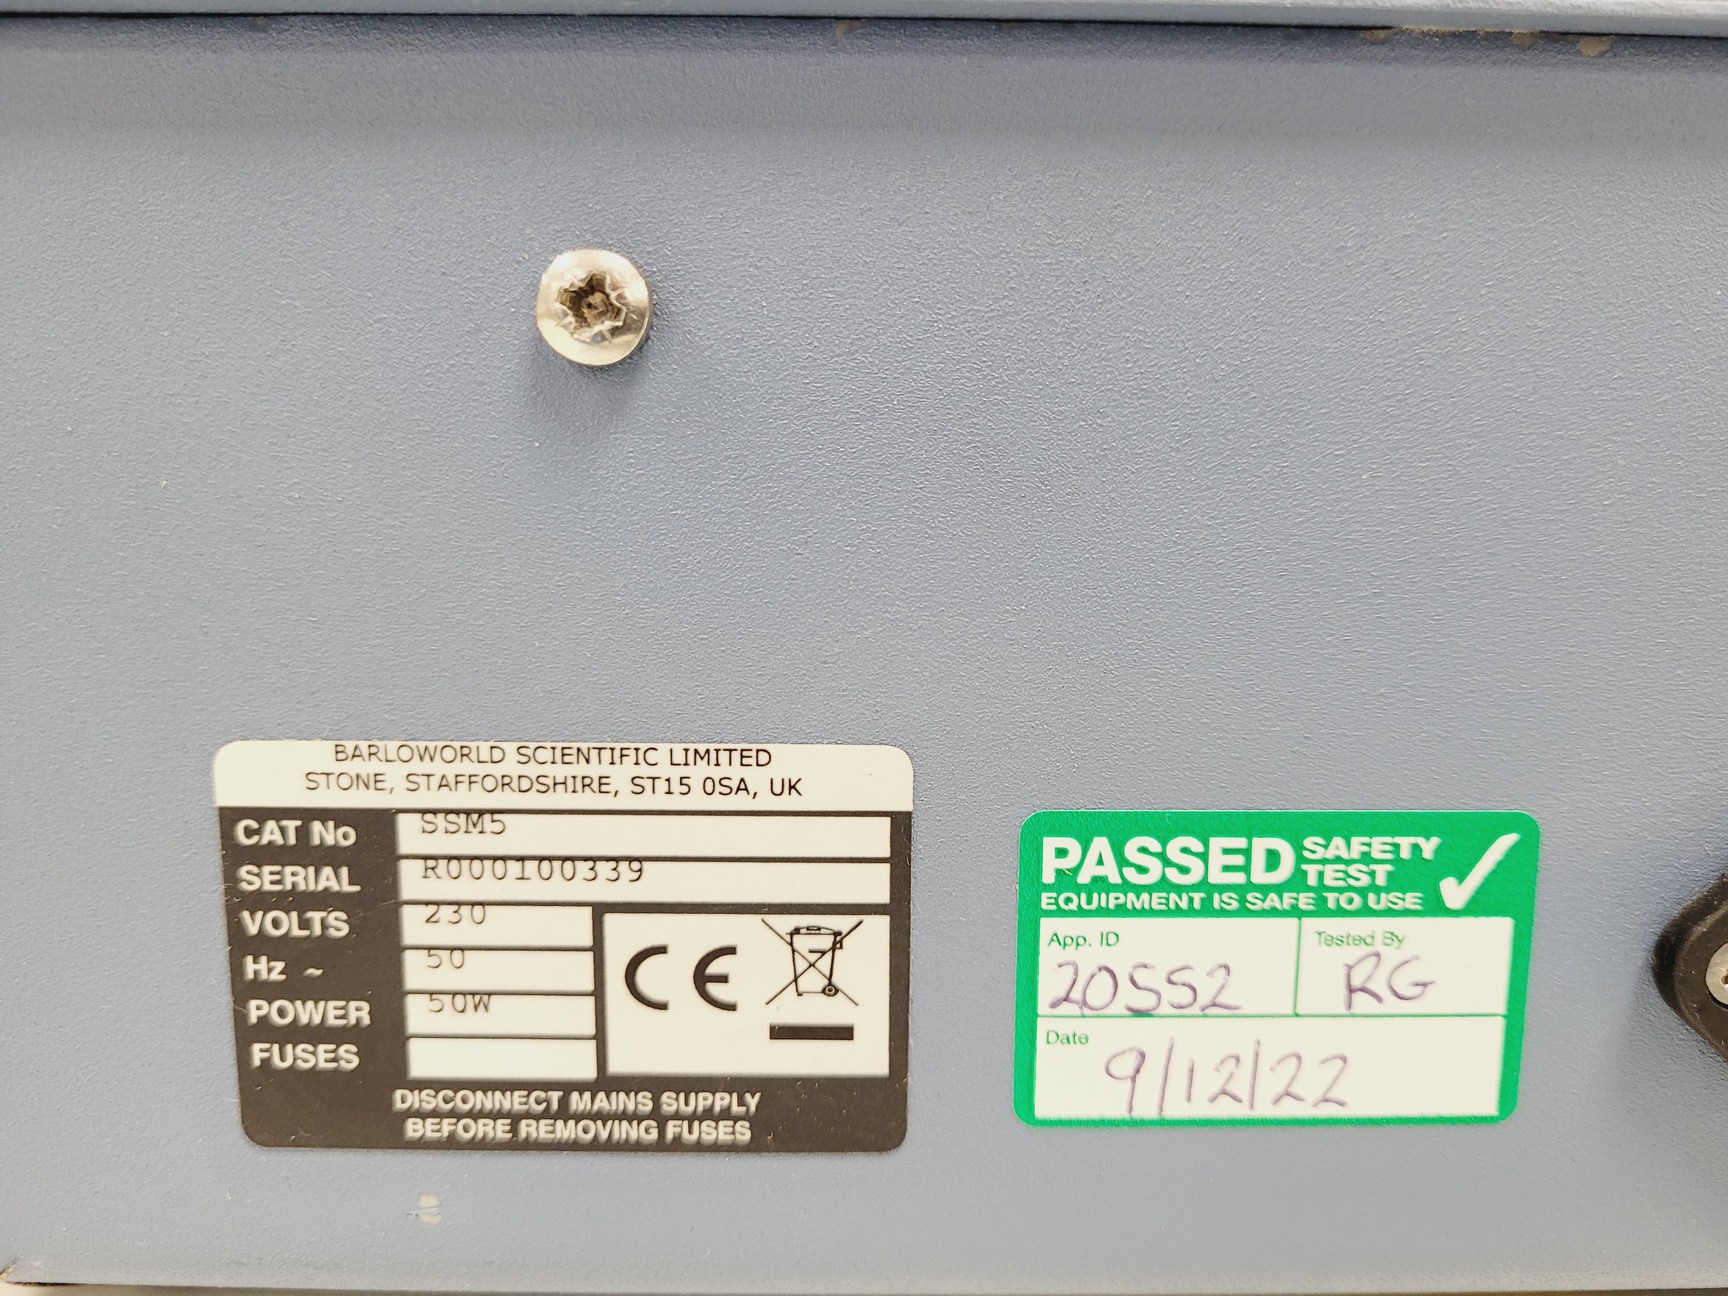 BARLOWORLD SCIENTIFIC LIMITED
STONE, STAFFORDSHIRE, ST15 0SA, UK
CAT No SSM5
SERIAL R000100339
VOLTS 230
Hz ~ 50
POWER 50W
FUSES
CE
DISCONNECT MAINS SUPPLY
BEFORE REMOVING FUSES
PASSED SAFETY TEST
EQUIPMENT IS SAFE TO USE
App. ID Tested By
20552 RG
Date
9/12/22